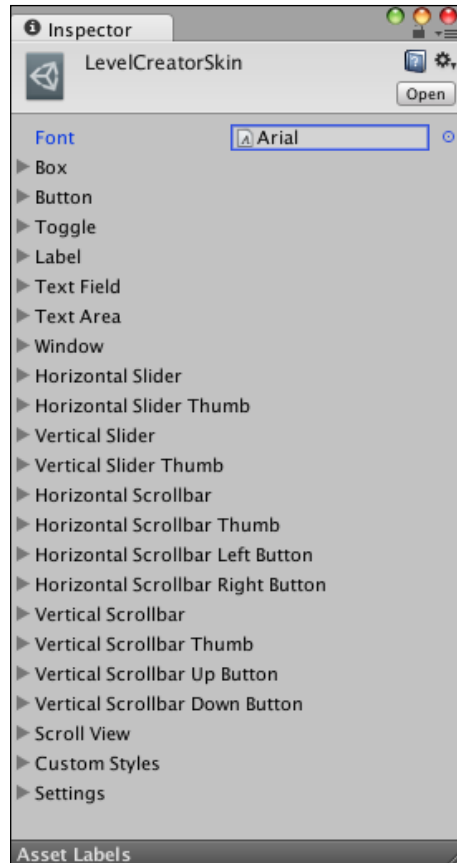 Inspector
LevelCreatorSkin
Open
Font Arial
Box
Button
Toggle
Label
Text Field
Text Area
Window
Horizontal Slider
Horizontal Slider Thumb
Vertical Slider
Vertical Slider Thumb
Horizontal Scrollbar
Horizontal Scrollbar Thumb
Horizontal Scrollbar Left Button
Horizontal Scrollbar Right Button
Vertical Scrollbar
Vertical Scrollbar Thumb
Vertical Scrollbar Up Button
Vertical Scrollbar Down Button
Scroll View
Custom Styles
Settings
Asset Labels